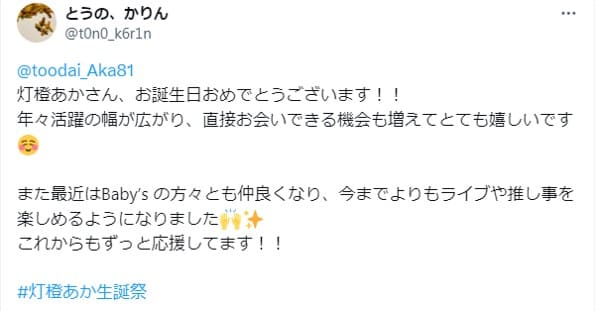 とうの、かりん
@t0n0_k6r1n
@toodai_Aka81
灯橙あかさん、お誕生日おめでとうございます！！
年々活躍の幅が広がり、直接お会いできる機会も増えてとても嬉しいです
☺️
また最近はBaby’s の方々とも仲良くなり、今までよりもライブや推し事を
楽しめるようになりました🙌✨
これからもずっと応援してます！！
#灯橙あか生誕祭